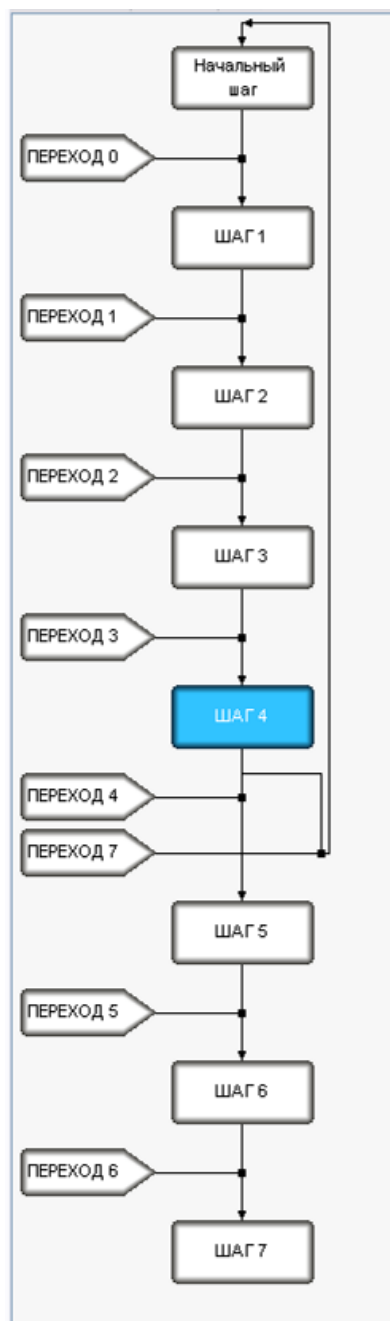 Начальный
шаг
ПЕРЕХОД 0
ШАГ 1
ПЕРЕХОД 1
ШАГ 2
ПЕРЕХОД 2
ШАГ 3
ПЕРЕХОД 3
ШАГ 4
ПЕРЕХОД 4
ПЕРЕХОД 7
ШАГ 5
ПЕРЕХОД 5
ШАГ 6
ПЕРЕХОД 6
ШАГ 7